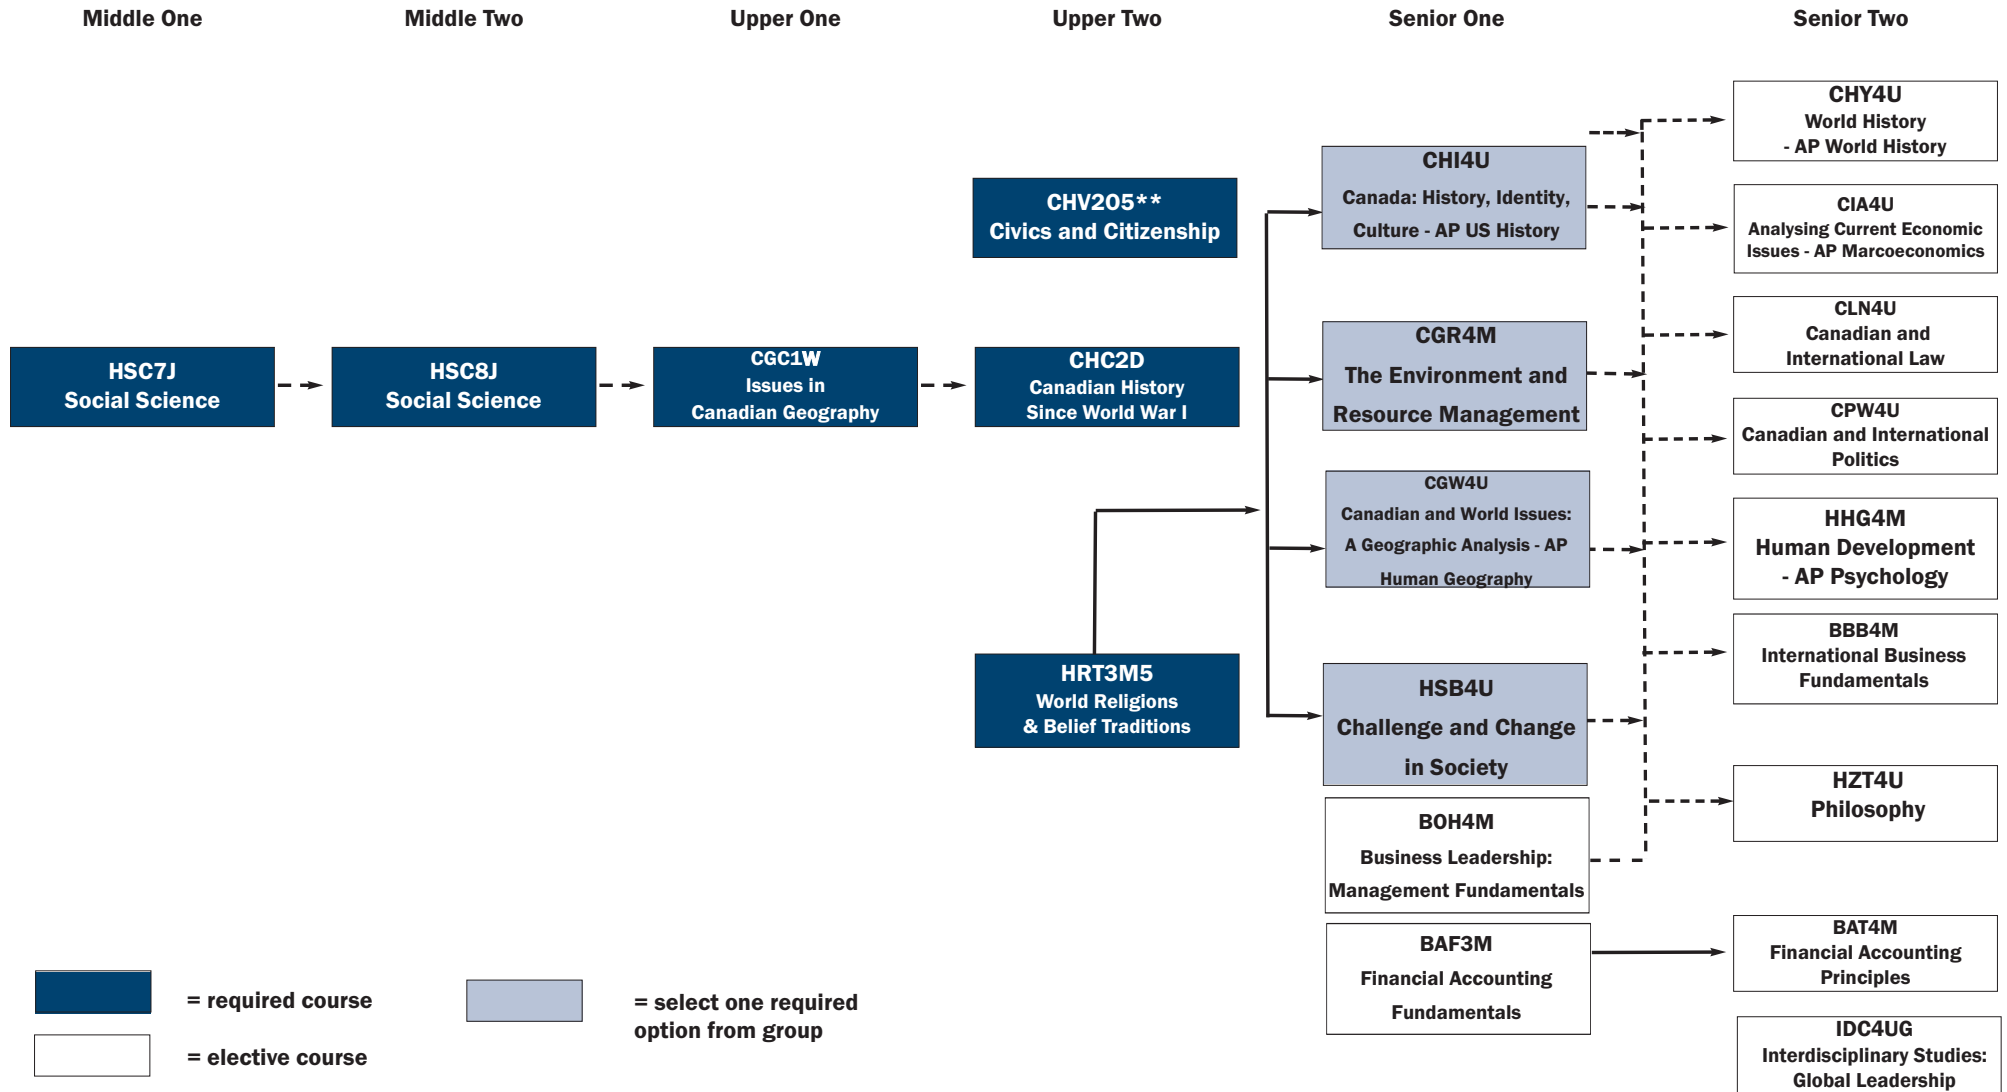 Middle One
Middle Two
Upper One
Upper Two
Senior One
Senior Two
HSC7J
Social Science
HSC8J
Social Science
CGC1W
Issues in
Canadian Geography
CHV2O5**
Civics and Citizenship
CHC2D
Canadian History
Since World War I
HRT3M5
World Religions
& Belief Traditions
CHI4U
Canada: History, Identity,
Culture - AP US History
CGR4M
The Environment and
Resource Management
CGW4U
Canadian and World Issues:
A Geographic Analysis - AP
Human Geography
HSB4U
Challenge and Change
in Society
BOH4M
Business Leadership:
Management Fundamentals
BAF3M
Financial Accounting
Fundamentals
CHY4U
World History
- AP World History
CIA4U
Analysing Current Economic
Issues - AP Marcoeconomics
CLN4U
Canadian and
International Law
CPW4U
Canadian and International
Politics
HHG4M
Human Development
- AP Psychology
BBB4M
International Business
Fundamentals
HZT4U
Philosophy
BAT4M
Financial Accounting
Principles
IDC4UG
Interdisciplinary Studies:
Global Leadership
= required course
= elective course
= select one required
option from group